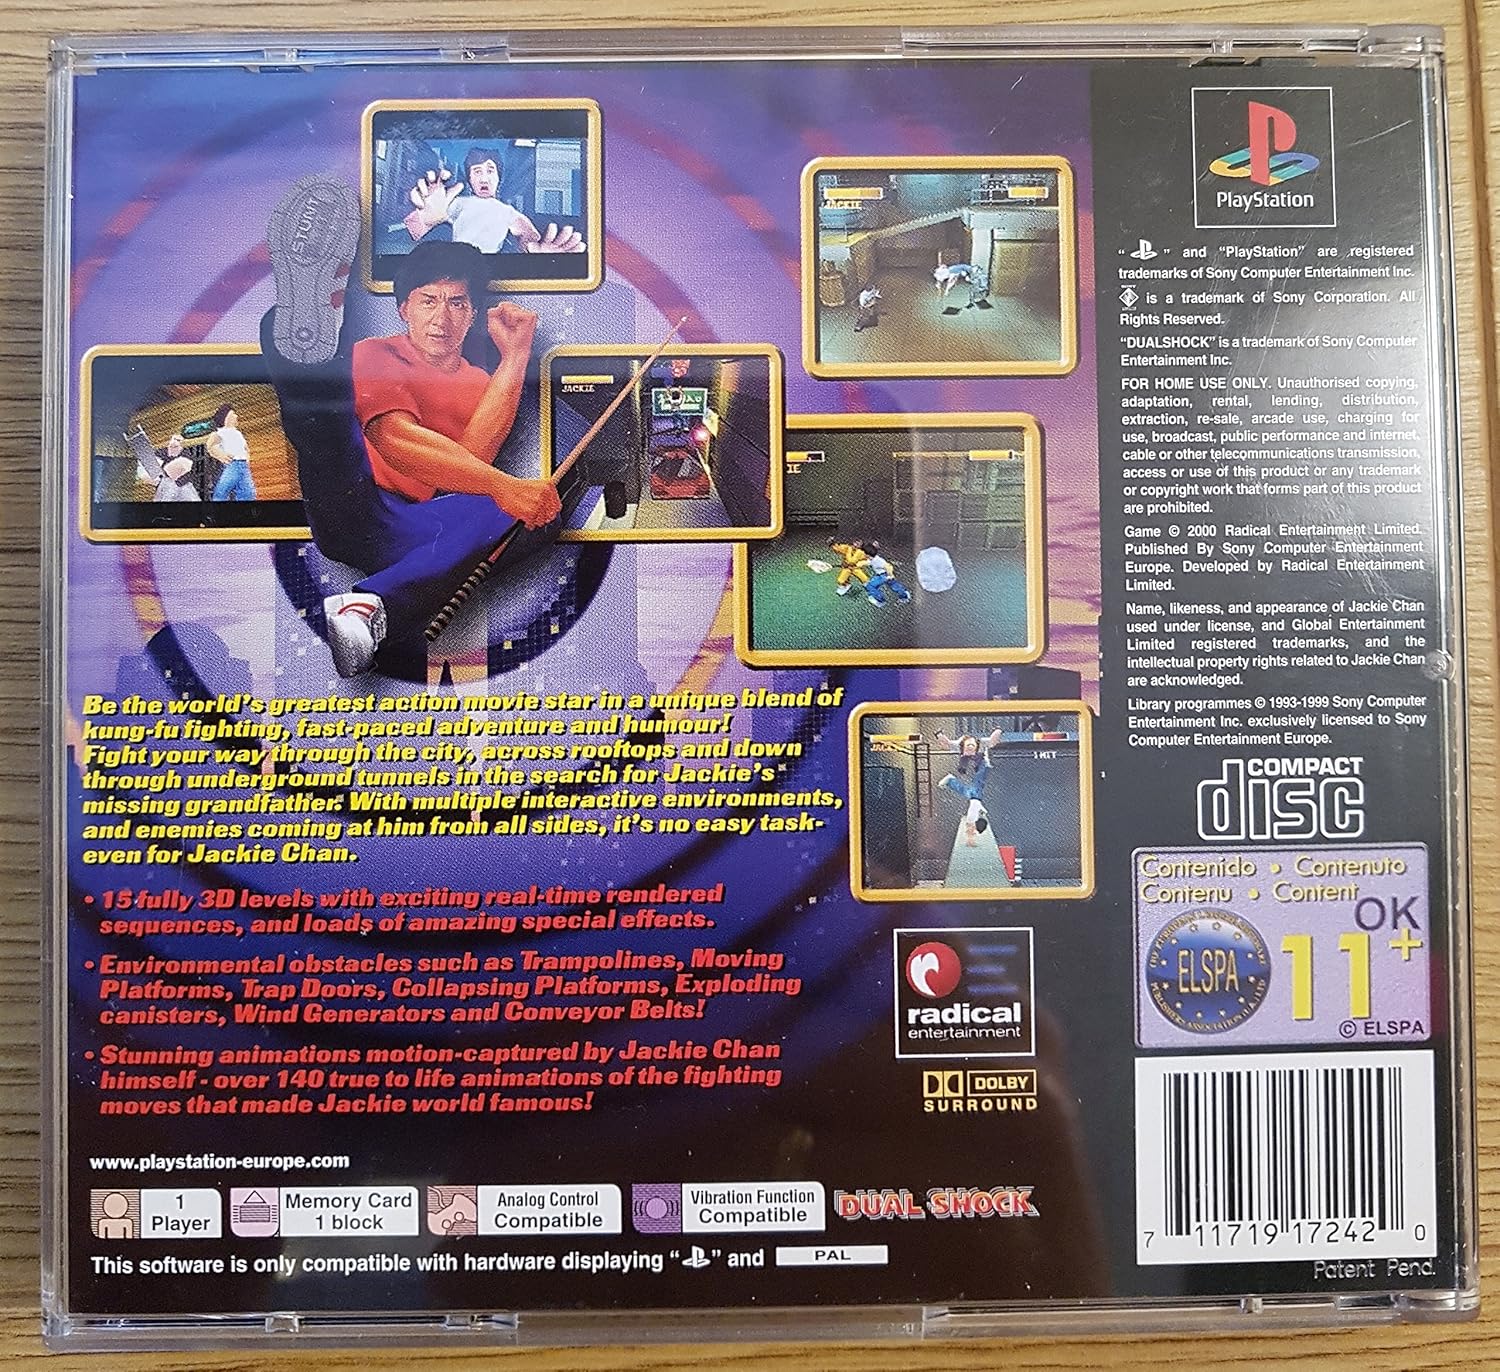 STUNT
JACKIE
JACKIE
IE
JACK
1 HIT
Be the world's greatest action movie star in a unique blend of
kung-fu fighting, fast-paced adventure and humour!
Fight your way through the city, across rooftops and down
through underground tunnels in the search for Jackie's
missing grandfather. With multiple interactive environments,
and enemies coming at him from all sides, it's no easy task-
even for Jackie Chan.
• 15 fully 3D levels with exciting real-time rendered
sequences, and loads of amazing special effects.
• Environmental obstacles such as Trampolines, Moving
Platforms, Trap Doors, Collapsing Platforms, Exploding
canisters, Wind Generators and Conveyor Belts!
• Stunning animations motion-captured by Jackie Chan
himself - over 140 true to life animations of the fighting
moves that made Jackie world famous!
www.playstation-europe.com
1
Player
Memory Card
1 block
Analog Control
Compatible
Vibration Function
Compatible
DUAL SHOCK
This software is only compatible with hardware displaying " " and PAL
radical
entertainment
DOLBY
SURROUND
PlayStation
" " and "PlayStation" are registered
trademarks of Sony Computer Entertainment Inc.
is a trademark of Sony Corporation. All
Rights Reserved.
"DUALSHOCK" is a trademark of Sony Computer
Entertainment Inc.
FOR HOME USE ONLY. Unauthorised copying,
adaptation, rental, lending, distribution,
extraction, re-sale, arcade use, charging for
use, broadcast, public performance and internet,
cable or other telecommunications transmission,
access or use of this product or any trademark
or copyright work that forms part of this product
are prohibited.
Game © 2000 Radical Entertainment Limited.
Published By Sony Computer Entertainment
Europe. Developed by Radical Entertainment
Limited.
Name, likeness, and appearance of Jackie Chan
used under license, and Global Entertainment
Limited registered trademarks, and the
intellectual property rights related to Jackie Chan
are acknowledged.
Library programmes © 1993-1999 Sony Computer
Entertainment Inc. exclusively licensed to Sony
Computer Entertainment Europe.
COMPACT
disc
Contenido • Contenuto
Contenu • Content
OK
ELSPA
11+
© ELSPA
7 11719 17242 0
Patent Pend.